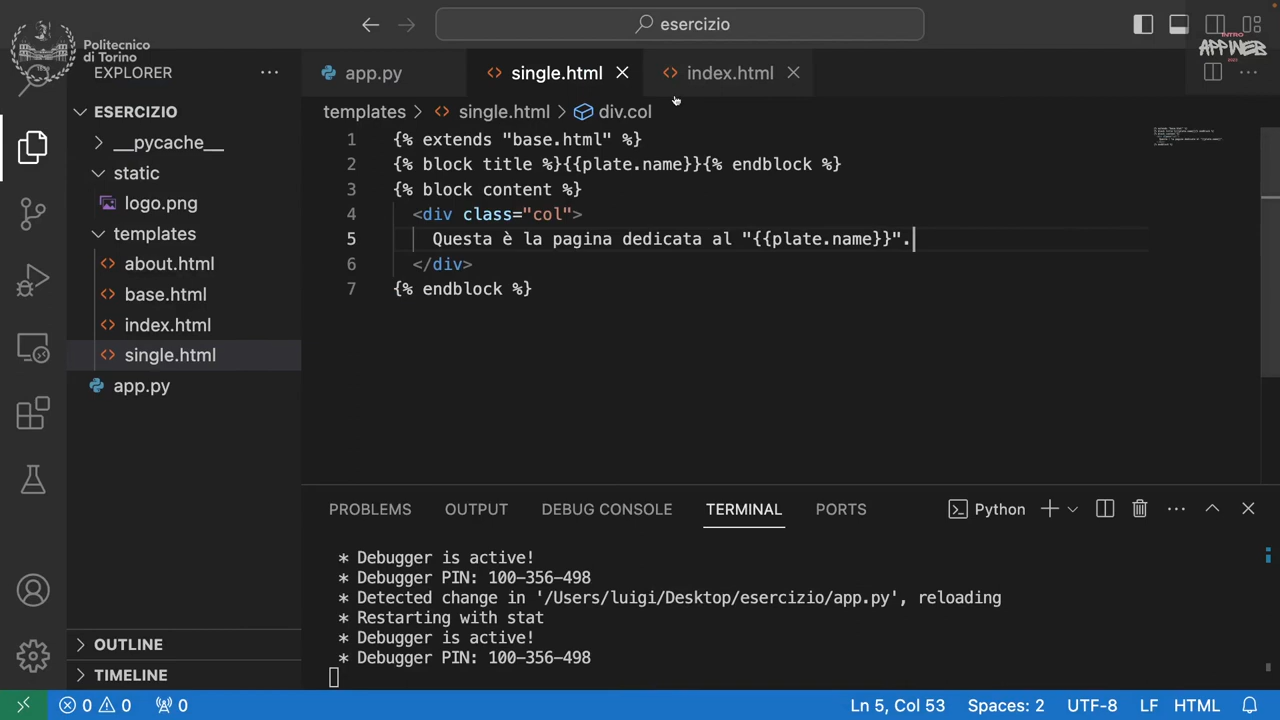 esercizio
Politecnico
di Torino
INTRO
APPINWEB
EXPLORER
app.py
single.html
index.html
ESERCIZIO
templates > single.html > div.col
__pycache__
static
logo.png
templates
about.html
base.html
index.html
single.html
app.py
1 {% extends "base.html" %}
2 {% block title %}{{plate.name}}{% endblock %}
3 {% block content %}
4 <div class="col">
5 Questa è la pagina dedicata al "{{plate.name}}".
6 </div>
7 {% endblock %}
PROBLEMS OUTPUT DEBUG CONSOLE TERMINAL PORTS Python
* Debugger is active!
* Debugger PIN: 100-356-498
* Detected change in '/Users/luigi/Desktop/esercizio/app.py', reloading
* Restarting with stat
* Debugger is active!
* Debugger PIN: 100-356-498
OUTLINE
TIMELINE
0 0 0 Ln 5, Col 53 Spaces: 2 UTF-8 LF HTML